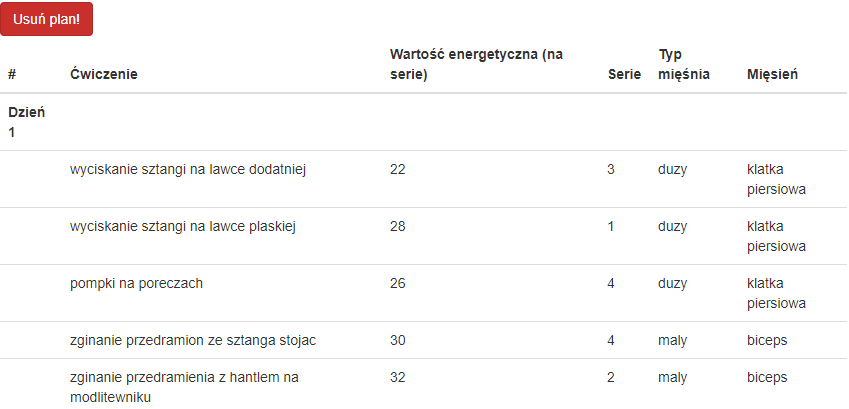 Usuń plan!
# Ćwiczenie Wartość energetyczna (na serie) Serie Typ mięśnia Mięsień
Dzień 1
wyciskanie sztangi na lawce dodatniej 22 3 duzy klatka piersiowa
wyciskanie sztangi na lawce plaskiej 28 1 duzy klatka piersiowa
pompki na poreczach 26 4 duzy klatka piersiowa
zginanie przedramion ze sztanga stojac 30 4 maly biceps
zginanie przedramienia z hantlem na modlitewniku 32 2 maly biceps